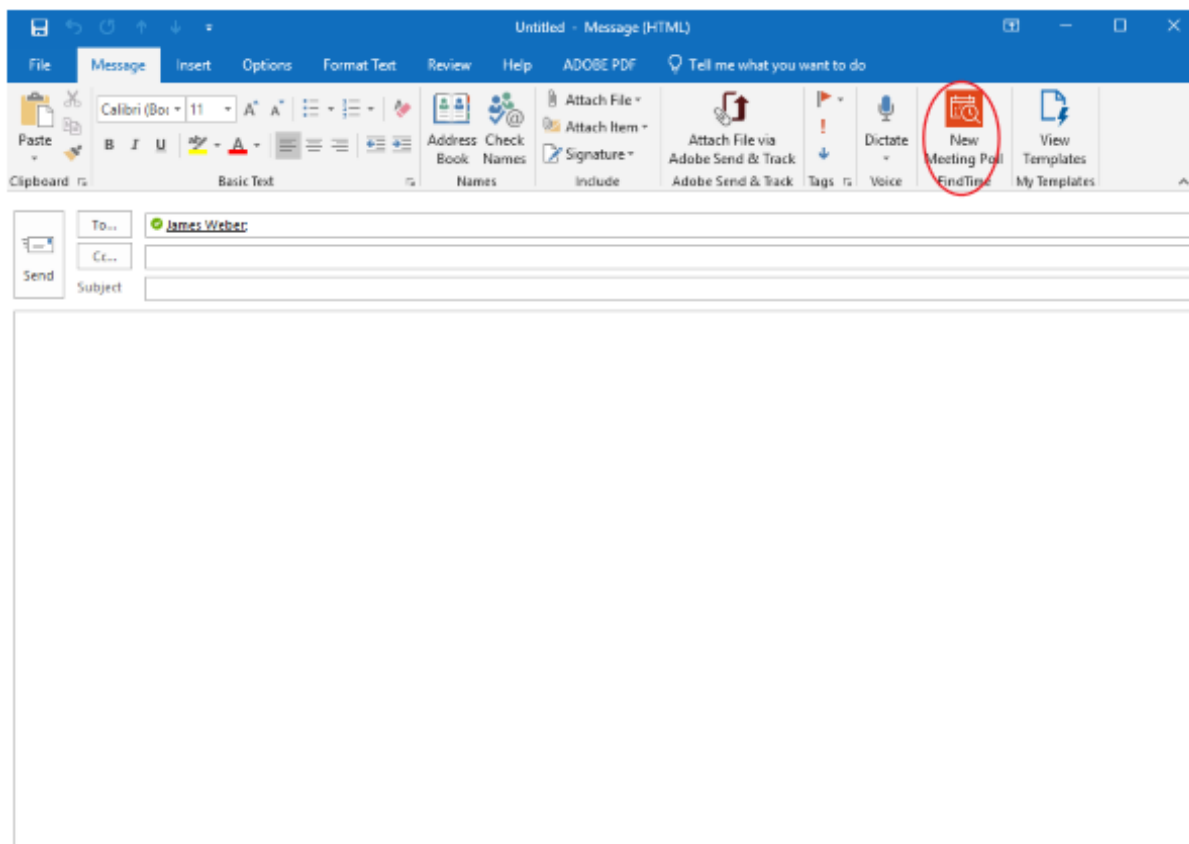 Untitled - Message (HTML)
File Message Insert Options Format Text Review Help ADOBE PDF Tell me what you want to do
Paste
Clipboard
Calibri (Boı 11 A^ A˅
B I U aby A
Basic Text
Address Book
Check Names
Names
Attach File
Attach Item
Signature
Include
Attach File via
Adobe Send & Track
Adobe Send & Track
Tags
Dictate
Voice
New
Meeting Poll
FindTime
View
Templates
My Templates
Send
To...
James Weber;
Cc...
Subject